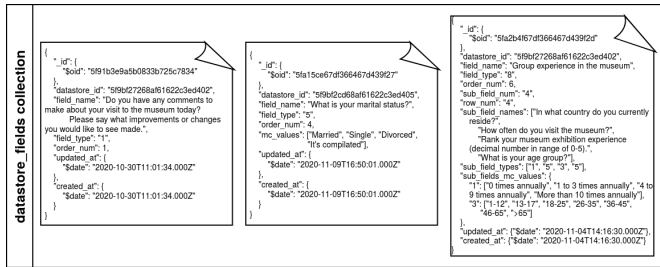 datastore_fields collection
{
"_id": {
"$oid": "5f91b3e9a5b0833b725c7834"
},
"datastore_id": "5f9bf27268af61622c3ed402",
"field_name": "Do you have any comments to
make about your visit to the museum today?
Please say what improvements or changes
you would like to see made.",
"field_type": "1",
"order_num": 1,
"updated_at": {
"$date": "2020-10-30T11:01:34.000Z"
},
"created_at": {
"$date": "2020-10-30T11:01:34.000Z"
}
}
{
"_id": {
"$oid": "5fa15ce67df366467d439f27"
},
"datastore_id": "5f9bf2cd68af61622c3ed405",
"field_name": "What is your marital status?",
"field_type": "5",
"order_num": 4,
"mc_values": ["Married", "Single", "Divorced",
"It's compilated"],
"updated_at": {
"$date": "2020-11-09T16:50:01.000Z"
},
"created_at": {
"$date": "2020-11-09T16:50:01.000Z"
}
}
{
"_id": {
"$oid": "5fa2b4f67df366467d439f2d"
},
"datastore_id": "5f9bf27268af61622c3ed402",
"field_name": "Group experience in the museum",
"field_type": "8",
"order_num": 6,
"sub_field_num": "4",
"row_num": "4",
"sub_field_names": ["In what country do you currently
reside?",
"How often do you visit the museum?",
"Rank your museum exhibition experience
(decimal number in range of 0-5).",
"What is your age group?"],
"sub_field_types": ["1", "5", "3", "5"],
"sub_fields_mc_values": {
"1": ["0 times annually", "1 to 3 times annually", "4 to
9 times annually", "More than 10 times annually"],
"3": ["1-12", "13-17", "18-25", "26-35", "36-45",
"46-65", ">65"]
},
"updated_at": {"$date": "2020-11-04T14:16:30.000Z"},
"created_at": {"$date": "2020-11-04T14:16:30.000Z"}
}